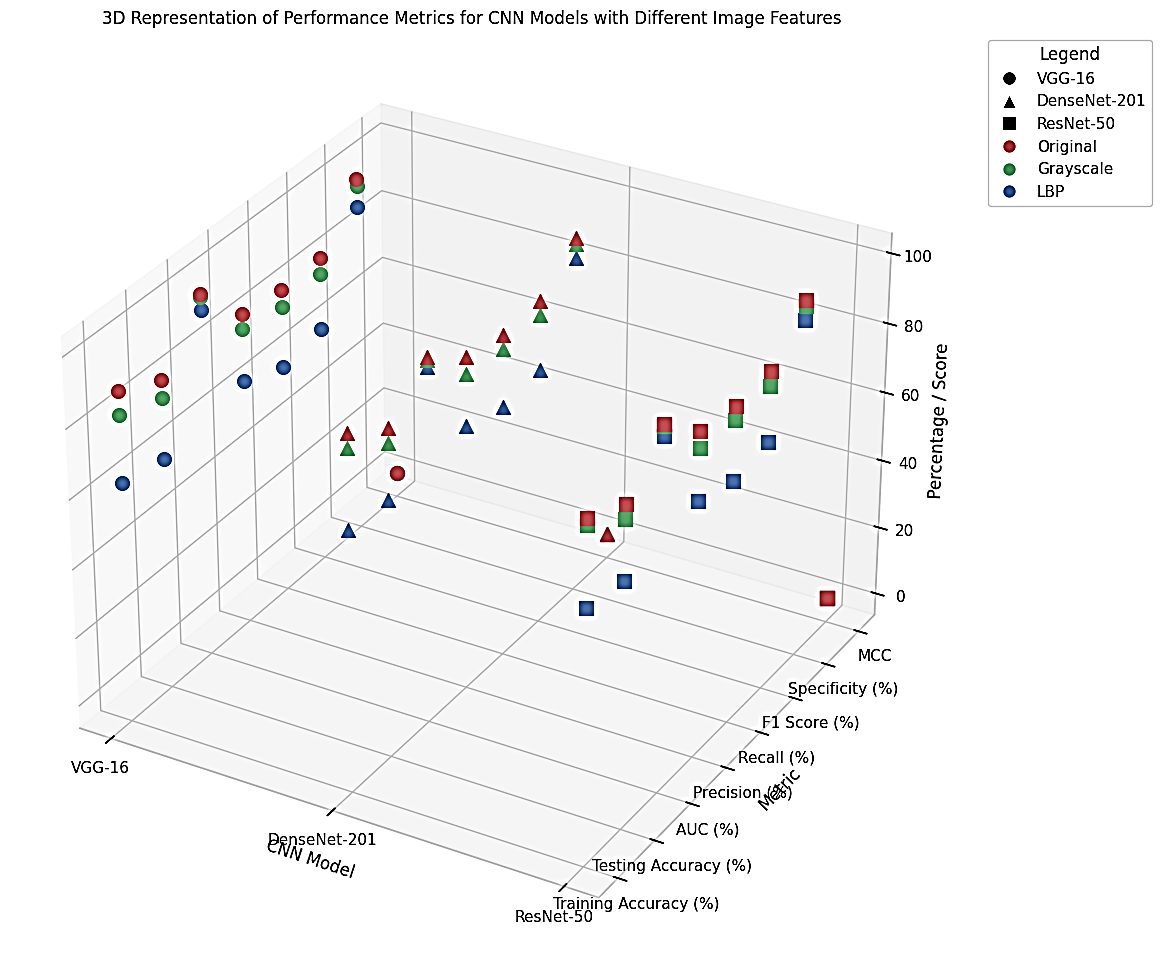 3D Representation of Performance Metrics for CNN Models with Different Image Features
Legend
VGG-16
DenseNet-201
ResNet-50
Original
Grayscale
LBP
100
80
60
40
20
0
Percentage / Score
MCC
Specificity (%)
F1 Score (%)
Recall (%)
Precision (%)
AUC (%)
Testing Accuracy (%)
Training Accuracy (%)
Metric
VGG-16
DenseNet-201
ResNet-50
CNN Model